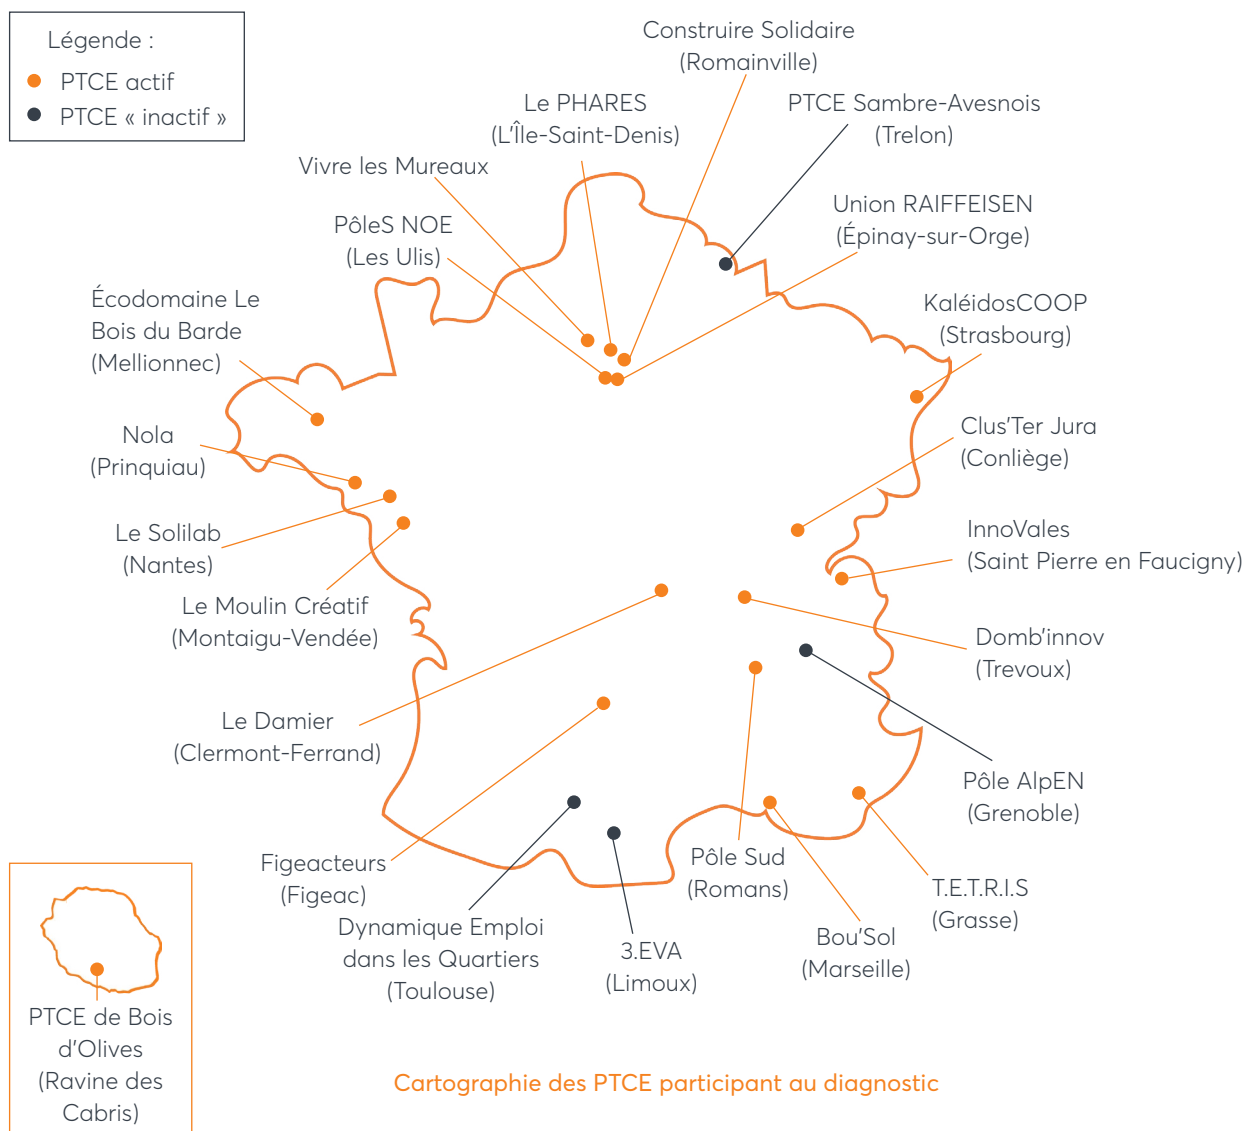 Légende :
PTCE actif
PTCE « inactif »
Construire Solidaire
(Romainville)
Le PHARES
(L'Île-Saint-Denis)
PTCE Sambre-Avesnois
(Trelon)
Vivre les Mureaux
Union RAIFFEISEN
(Épinay-sur-Orge)
PôleS NOE
(Les Ulis)
Écodomaine Le
Bois du Barde
(Mellionnec)
KaléidosCOOP
(Strasbourg)
Nola
(Prinquiau)
Clus'Ter Jura
(Conliège)
Le Solilab
(Nantes)
InnoVales
(Saint Pierre en Faucigny)
Le Moulin Créatif
(Montaigu-Vendée)
Domb'innov
(Trevoux)
Le Damier
(Clermont-Ferrand)
Pôle AlpEN
(Grenoble)
Figeacteurs
(Figeac)
Pôle Sud
(Romans)
T.E.T.R.I.S
(Grasse)
Dynamique Emploi
dans les Quartiers
(Toulouse)
3.EVA
(Limoux)
Bou'Sol
(Marseille)
PTCE de Bois
d'Olives
(Ravine des
Cabris)
Cartographie des PTCE participant au diagnostic